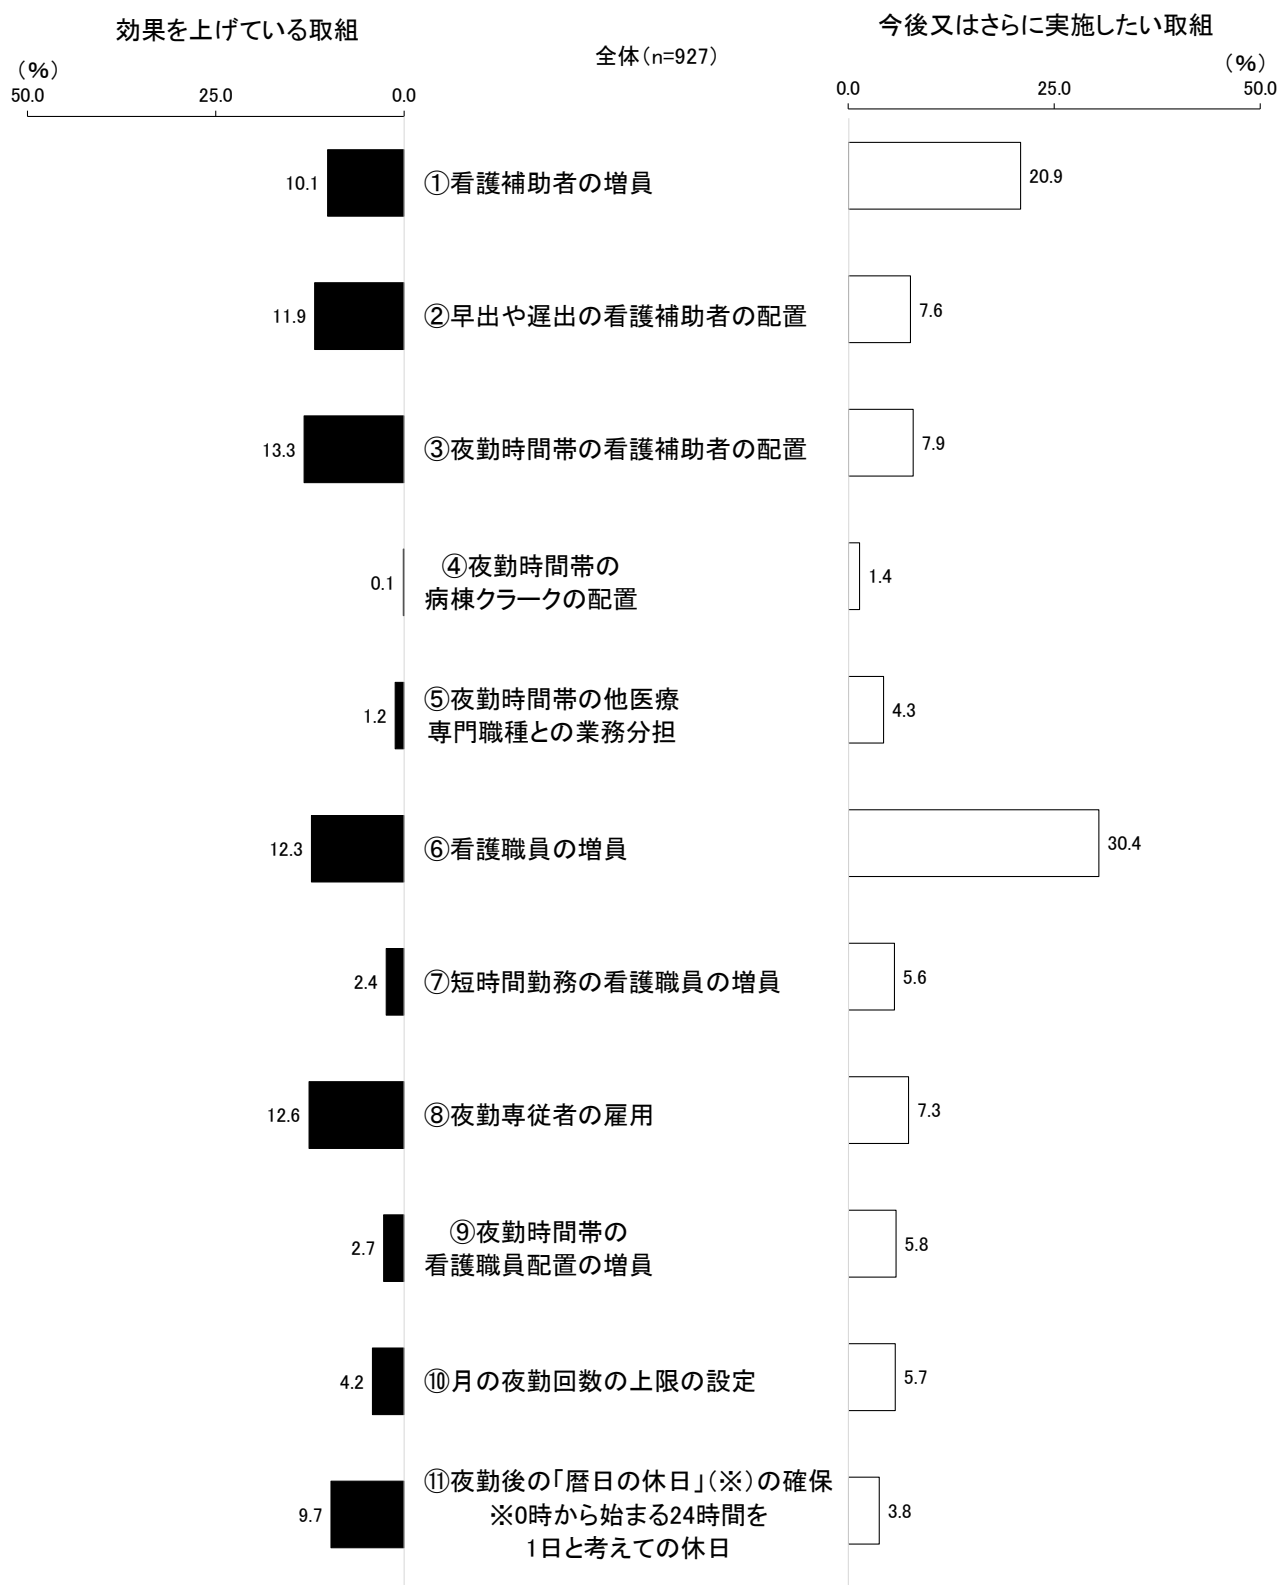 効果を上げている取組
今後又はさらに実施したい取組
全体(n=927)
(%)
(%)
50.0 25.0 0.0
0.0 25.0 50.0
10.1 ①看護補助者の増員 20.9
11.9 ②早出や遅出の看護補助者の配置 7.6
13.3 ③夜勤時間帯の看護補助者の配置 7.9
④夜勤時間帯の
0.1 1.4
病棟クラークの配置
⑤夜勤時間帯の他医療
1.2 4.3
専門職種との業務分担
12.3 ⑥看護職員の増員 30.4
2.4 ⑦短時間勤務の看護職員の増員 5.6
12.6 ⑧夜勤専従者の雇用 7.3
⑨夜勤時間帯の
2.7 5.8
看護職員配置の増員
4.2 ⑩月の夜勤回数の上限の設定 5.7
⑪夜勤後の「暦日の休日」(※)の確保
9.7 ※0時から始まる24時間を 3.8
1日と考えての休日